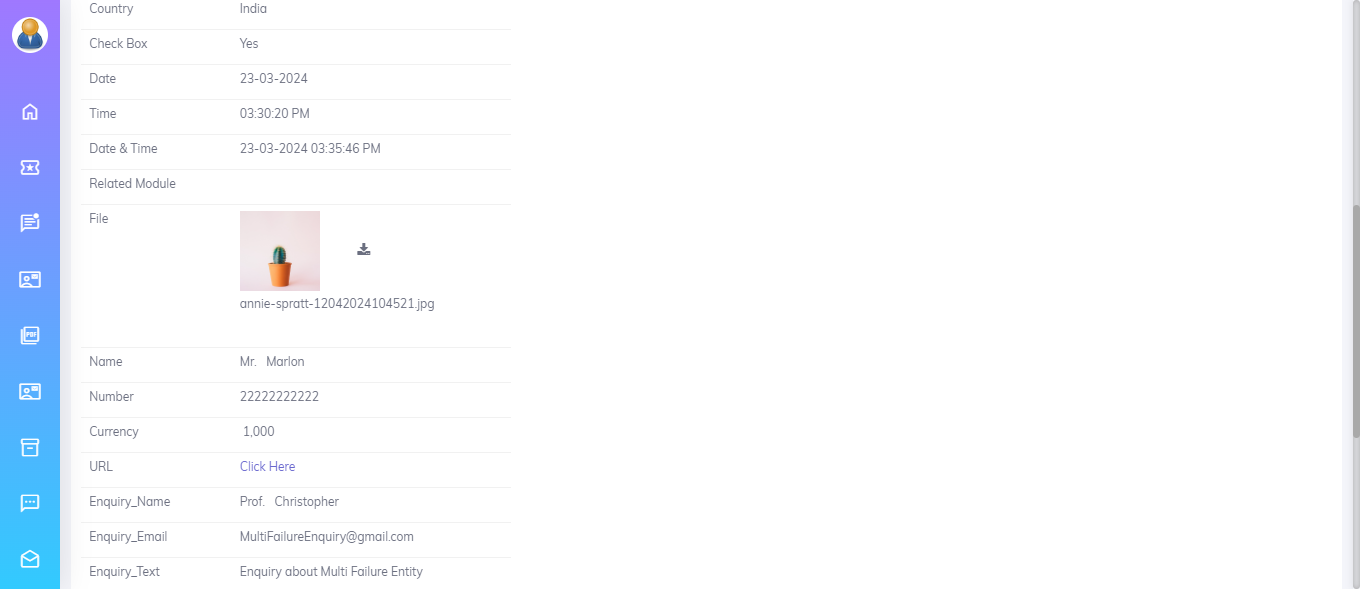 Country India
Check Box Yes
Date 23-03-2024
Time 03:30:20 PM
Date & Time 23-03-2024 03:35:46 PM
Related Module
File
annie-spratt-12042024104521.jpg
Name Mr. Marlon
Number 22222222222
Currency 1,000
URL Click Here
Enquiry_Name Prof. Christopher
Enquiry_Email MultiFailureEnquiry@gmail.com
Enquiry_Text Enquiry about Multi Failure Entity
PDF